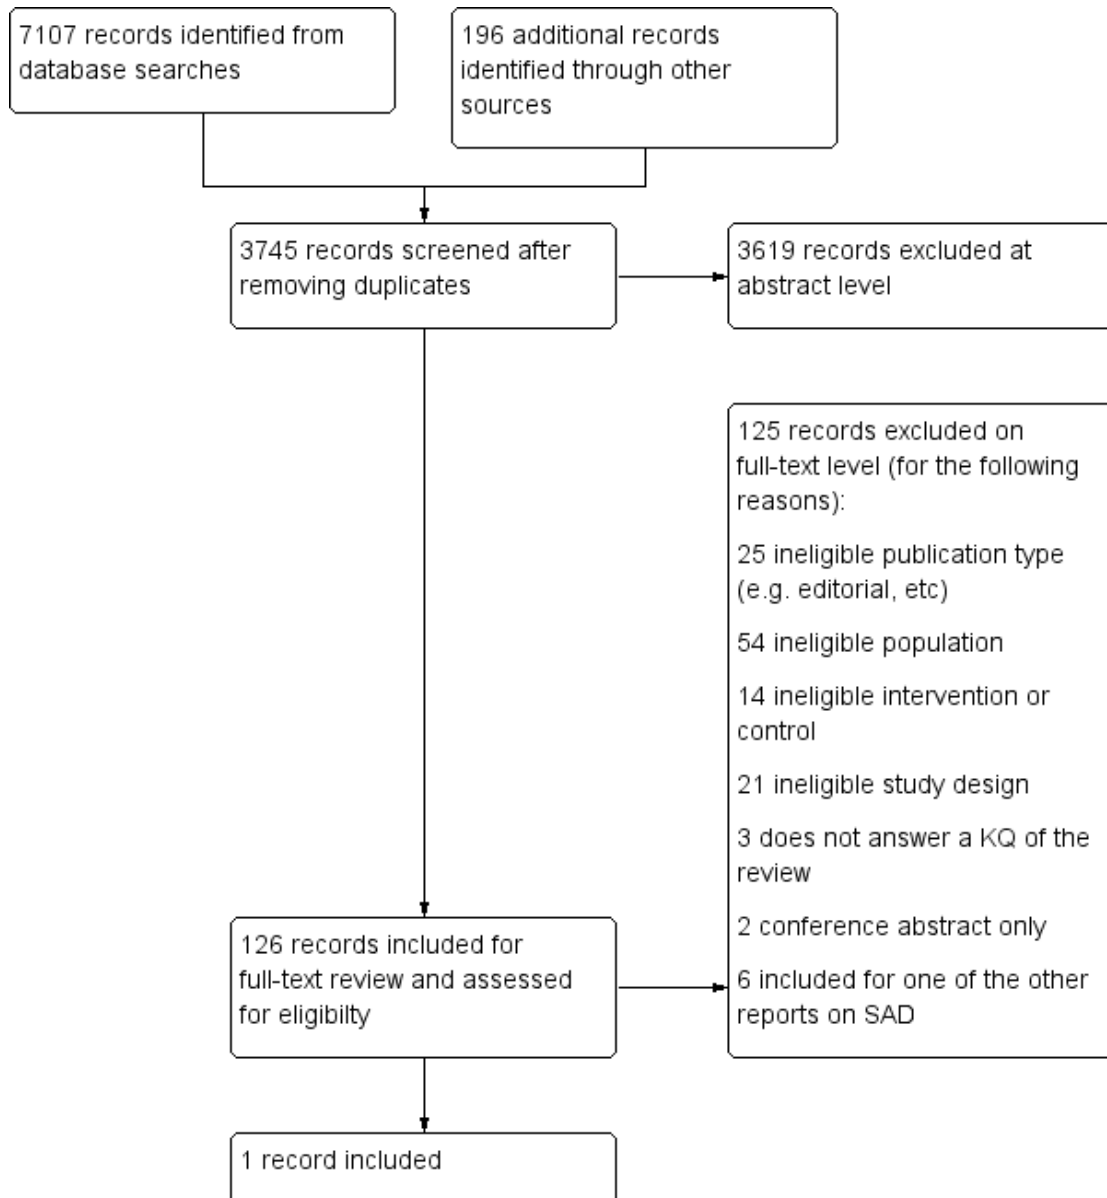 7107 records identified from
database searches
196 additional records
identified through other
sources
3745 records screened after
removing duplicates
3619 records excluded at
abstract level
125 records excluded on
full-text level (for the following
reasons):
25 ineligible publication type
(e.g. editorial, etc)
54 ineligible population
14 ineligible intervention or
control
21 ineligible study design
3 does not answer a KQ of the
review
2 conference abstract only
6 included for one of the other
reports on SAD
126 records included for
full-text review and assessed
for eligibilty
1 record included